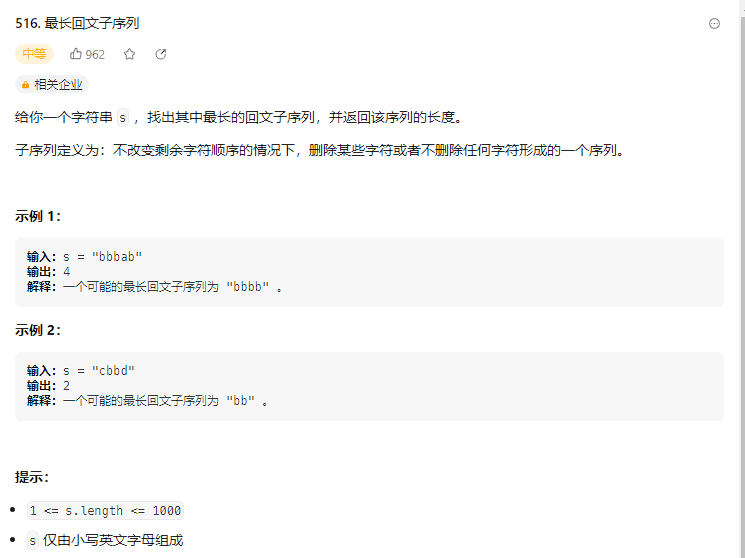 516. 最长回文子序列
中等 962
相关企业
给你一个字符串 s ，找出其中最长的回文子序列，并返回该序列的长度。
子序列定义为：不改变剩余字符顺序的情况下，删除某些字符或者不删除任何字符形成的一个序列。
示例 1：
输入：s = "bbbab"
输出：4
解释：一个可能的最长回文子序列为 "bbbb" 。
示例 2：
输入：s = "cbbd"
输出：2
解释：一个可能的最长回文子序列为 "bb" 。
提示：
1 <= s.length <= 1000
s 仅由小写英文字母组成